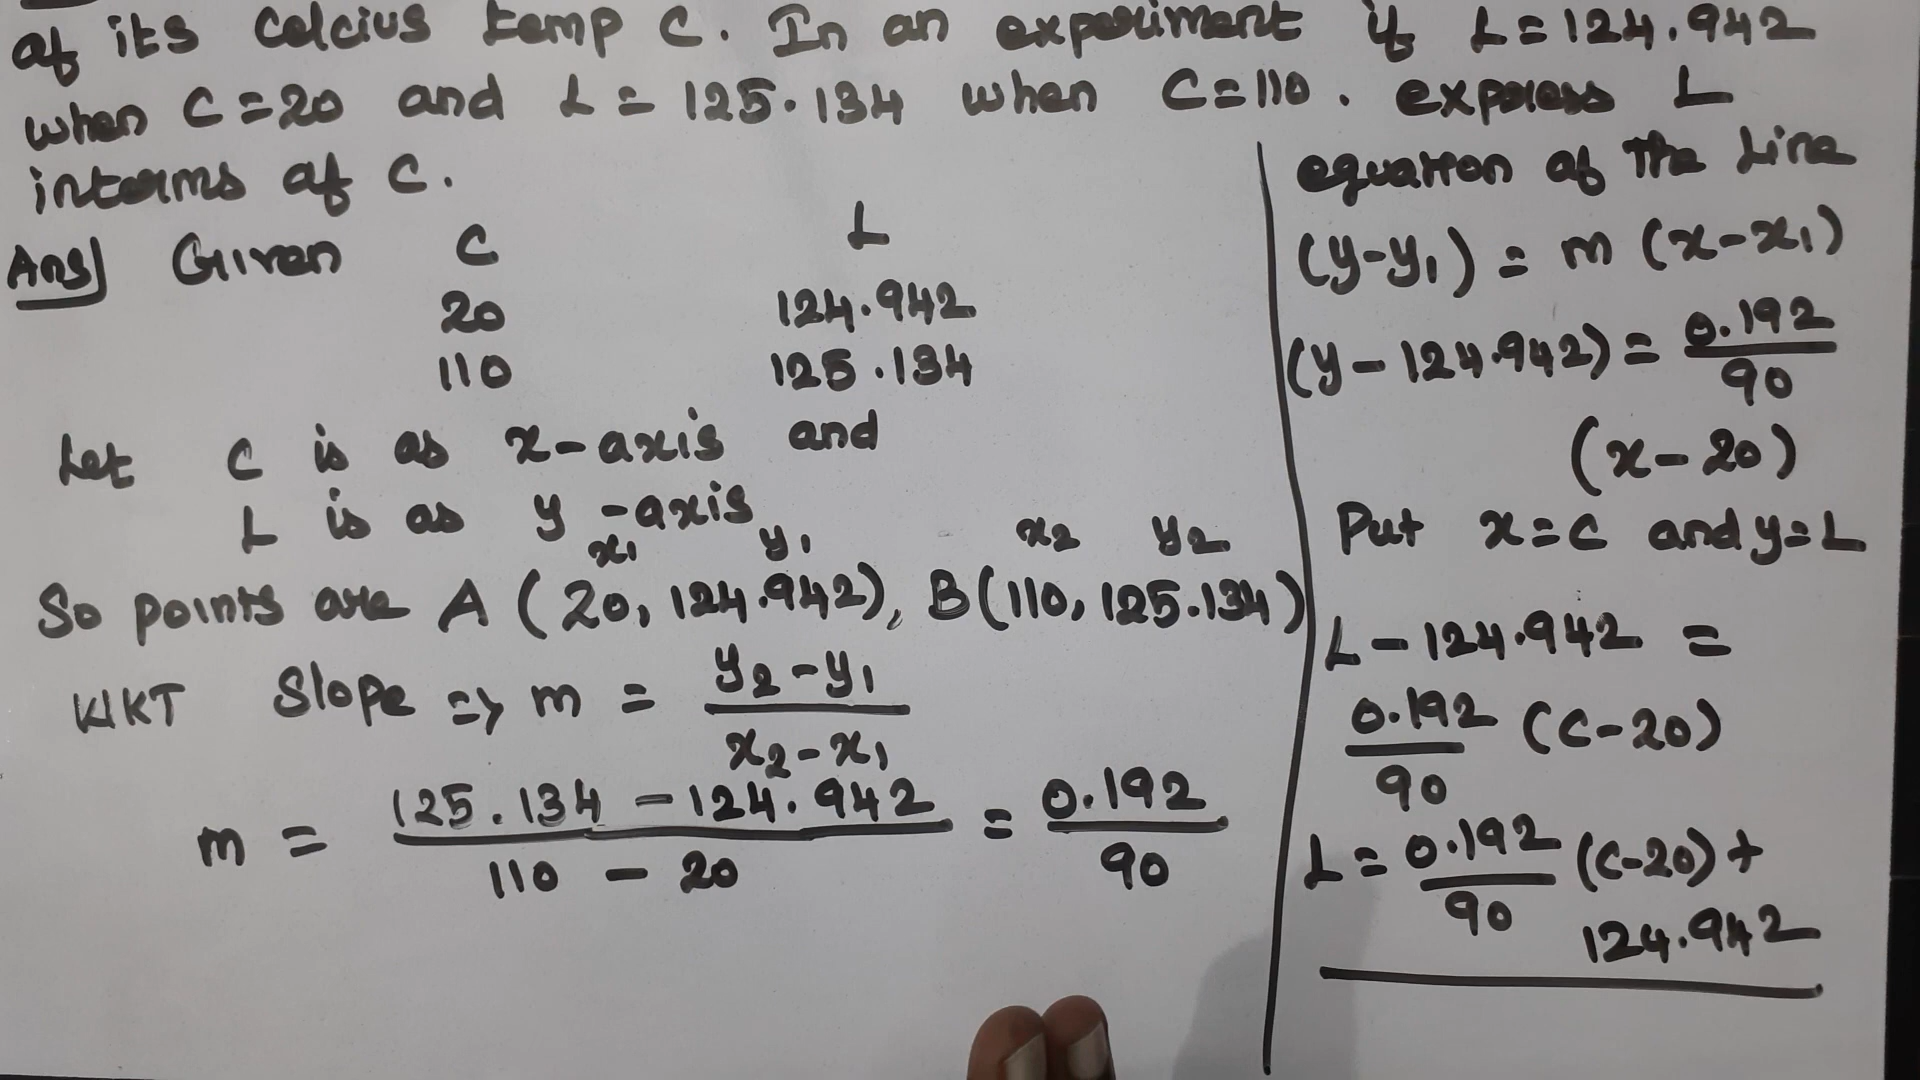 of its Celcius temp C. In an experiment if L = 124.942
when C = 20 and L = 125.134 when C = 110. express L
interms of C.
Ans] Given C L
20 124.942
110 125.134
Let C is as x-axis and
L is as y-axis
x₁ y₁ x₂ y₂
So points are A (20, 124.942), B(110, 125.134)
WKT Slope => m = y₂-y₁ / x₂-x₁
m = 125.134 - 124.942 / 110 - 20 = 0.192 / 90
equation of the Line
(y-y₁) = m (x-x₁)
(y - 124.942) = 0.192 / 90
(x - 20)
Put x = C and y = L
L - 124.942 =
0.192 / 90 (C-20)
L = 0.192 / 90 (C-20) +
124.942